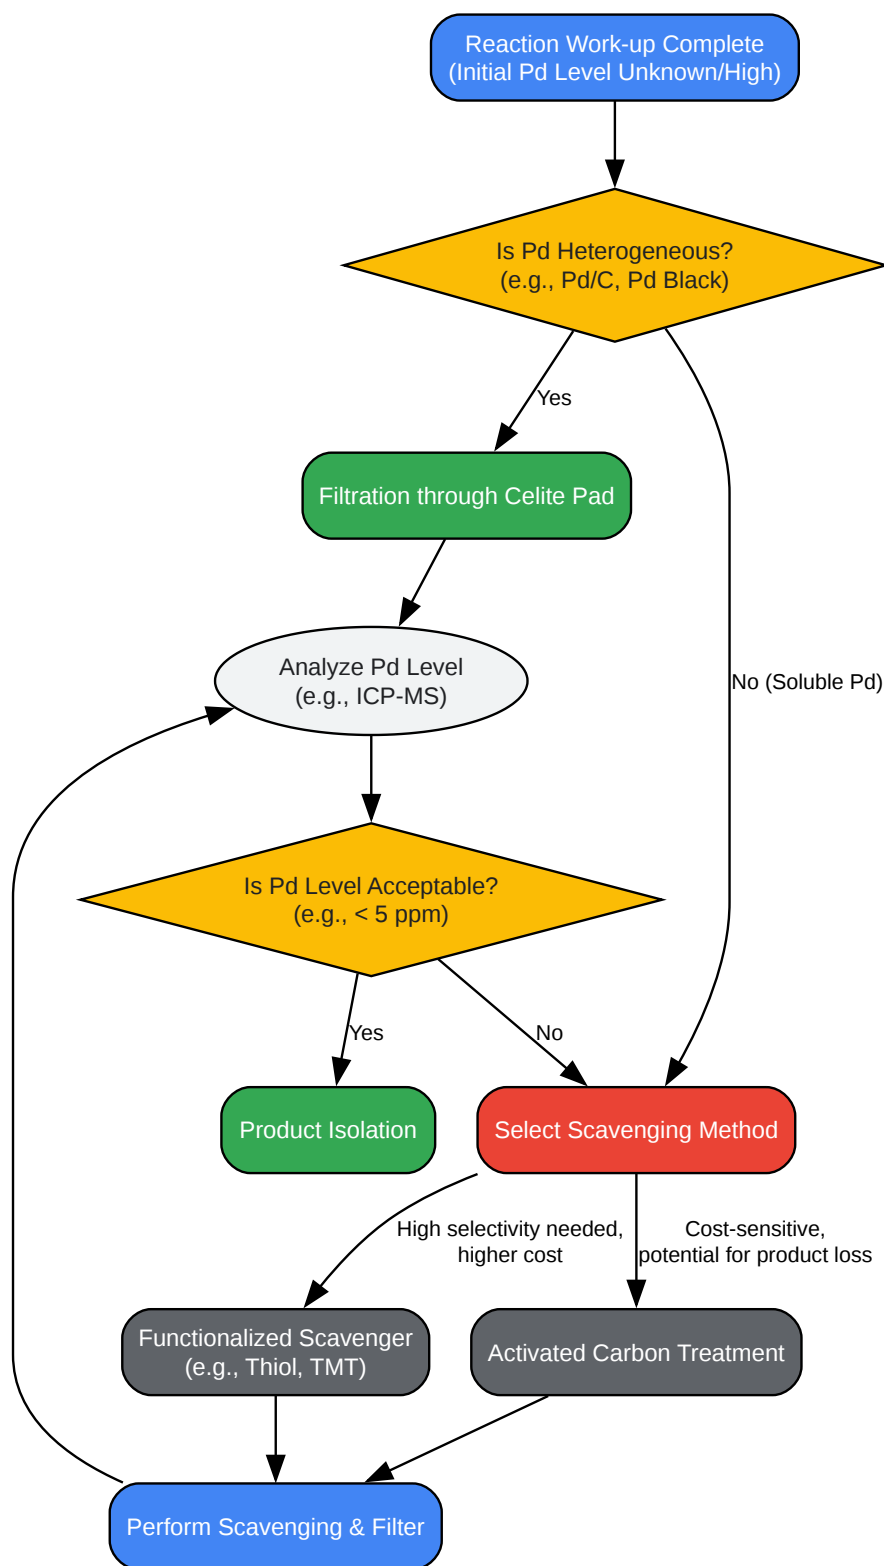 Reaction Work-up Complete
(Initial Pd Level Unknown/High)
Is Pd Heterogeneous?
(e.g., Pd/C, Pd Black)
Yes
Filtration through Celite Pad
Analyze Pd Level
(e.g., ICP-MS)
No (Soluble Pd)
Is Pd Level Acceptable?
(e.g., < 5 ppm)
Yes
No
Product Isolation
Select Scavenging Method
High selectivity needed,
higher cost
Cost-sensitive,
potential for product loss
Functionalized Scavenger
(e.g., Thiol, TMT)
Activated Carbon Treatment
Perform Scavenging & Filter